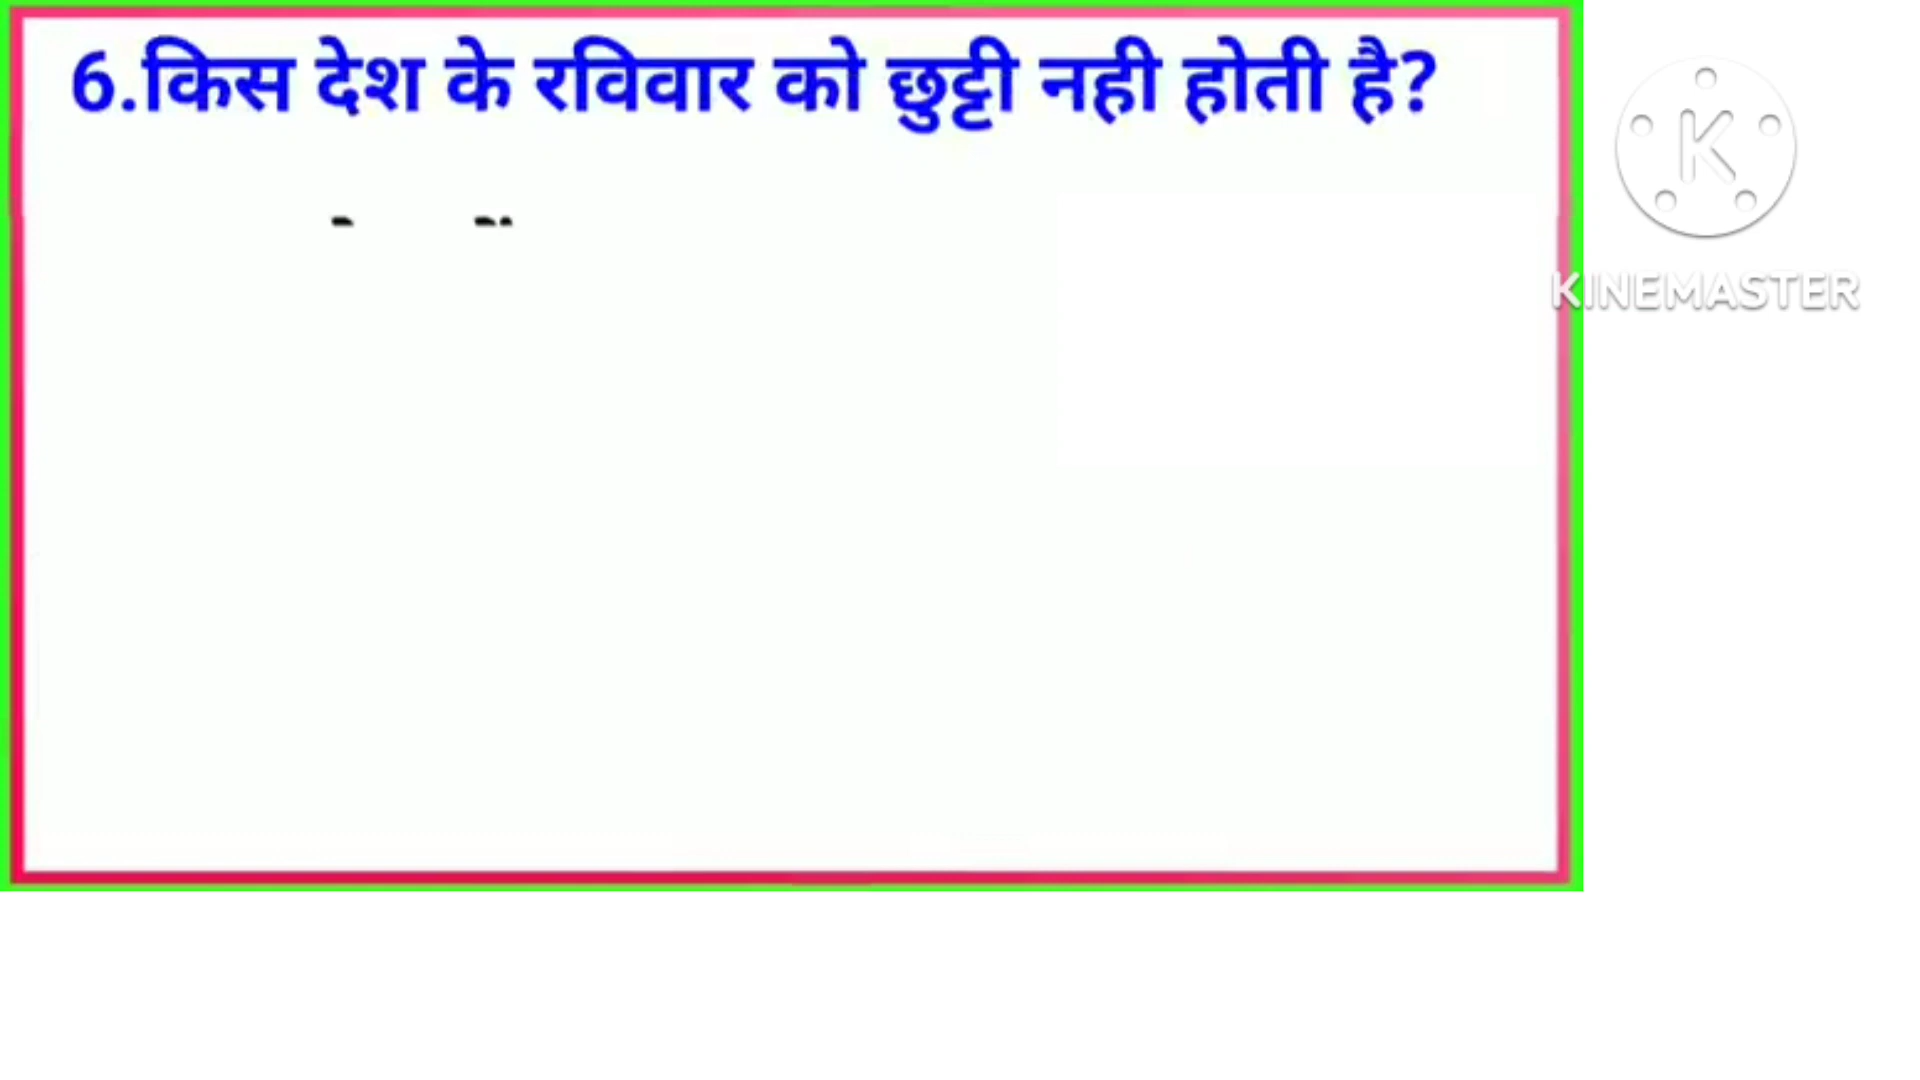 6.किस देश के रविवार को छुट्टी नही होती है?
K
KINEMASTER